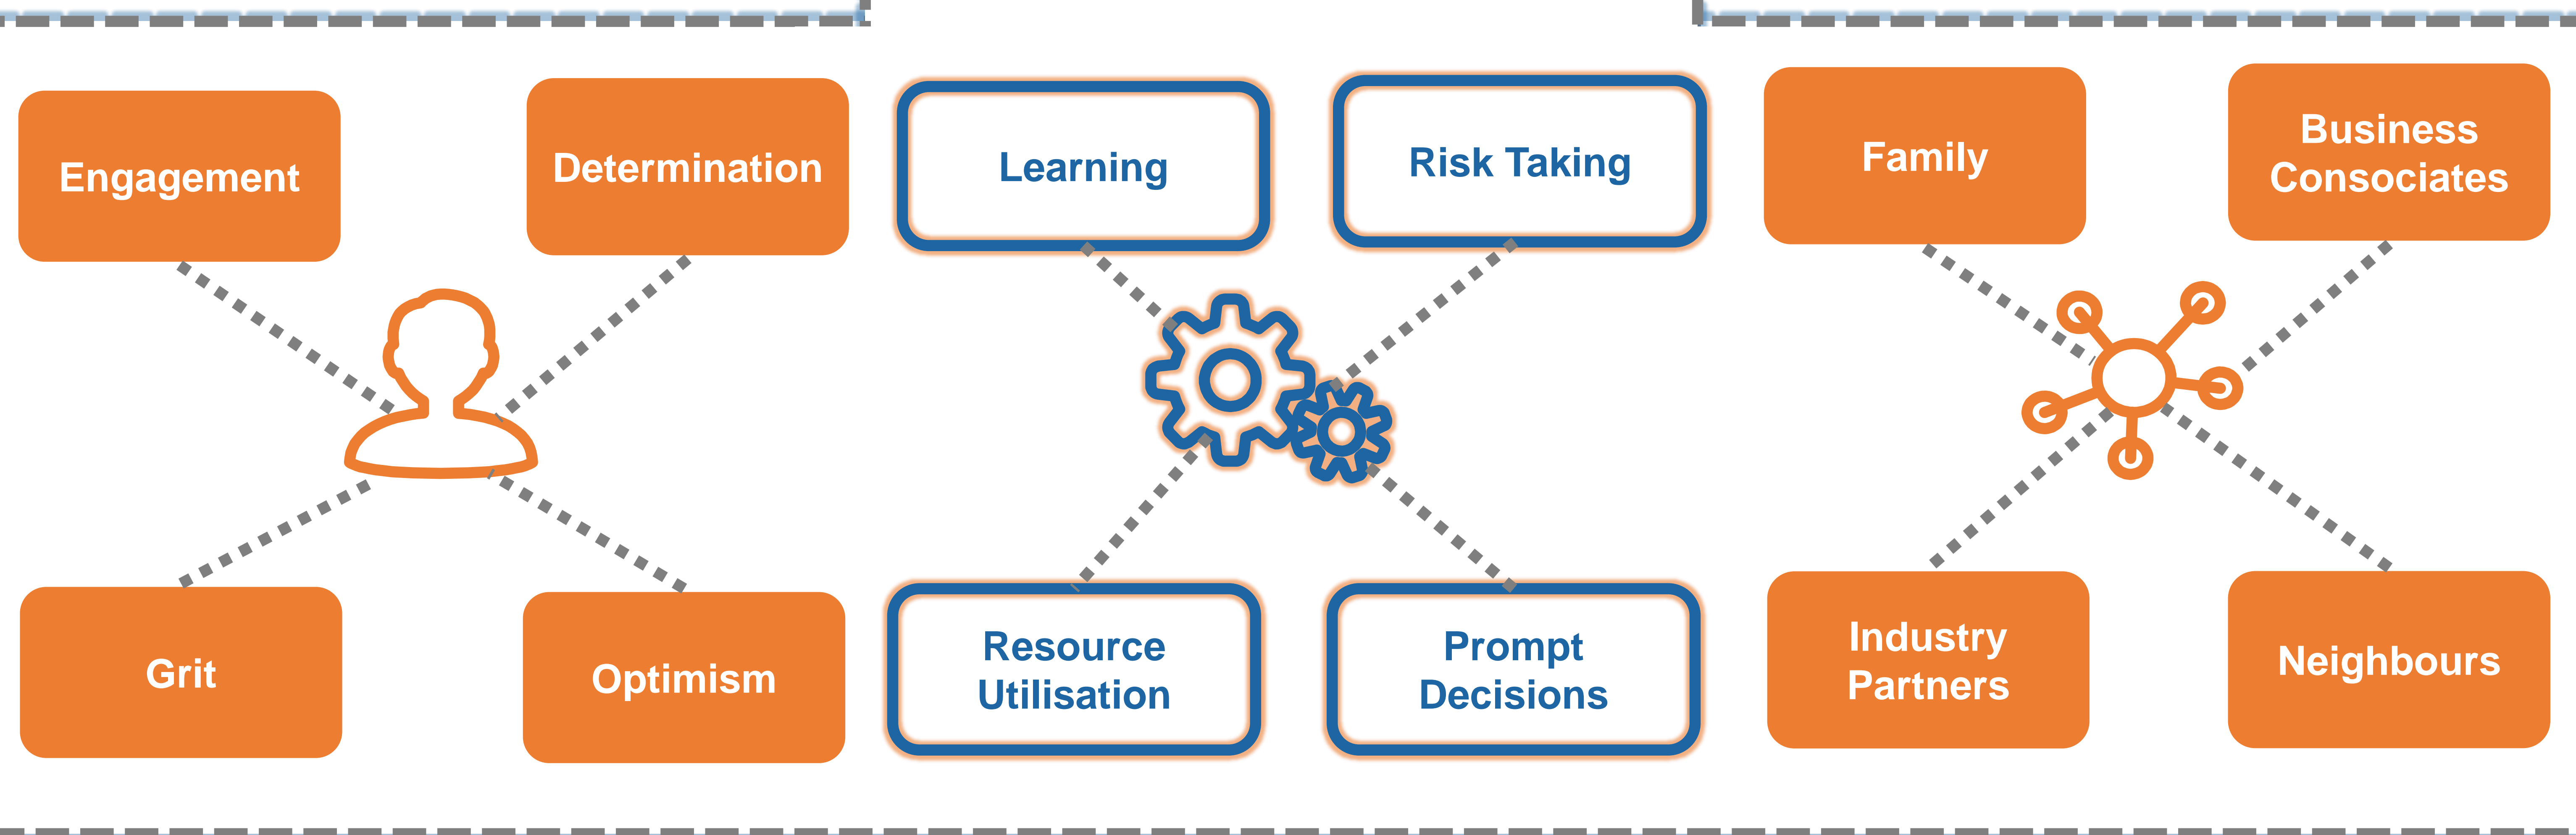 Engagement
Determination
Learning
Risk Taking
Family
Business
Consociates
Grit
Optimism
Resource
Utilisation
Prompt
Decisions
Industry
Partners
Neighbours